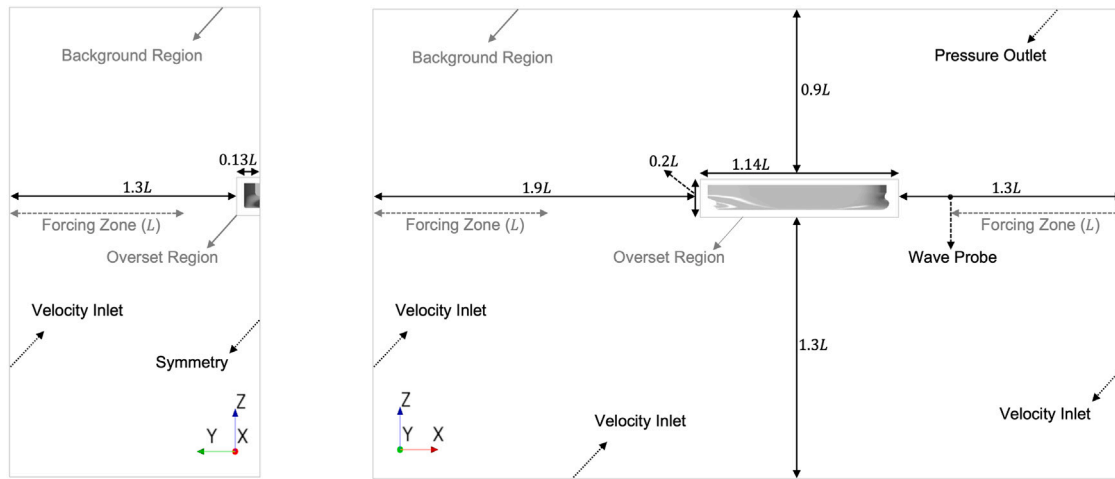 Background Region
0.13L
1.3L
Forcing Zone (L)
Overset Region
Velocity Inlet
Symmetry
Z
Y
X
Background Region
Pressure Outlet
0.9L
0.2L
1.14L
1.9L
1.3L
Forcing Zone (L)
Forcing Zone (L)
Overset Region
Wave Probe
Velocity Inlet
1.3L
Velocity Inlet
Velocity Inlet
Z
Y
X